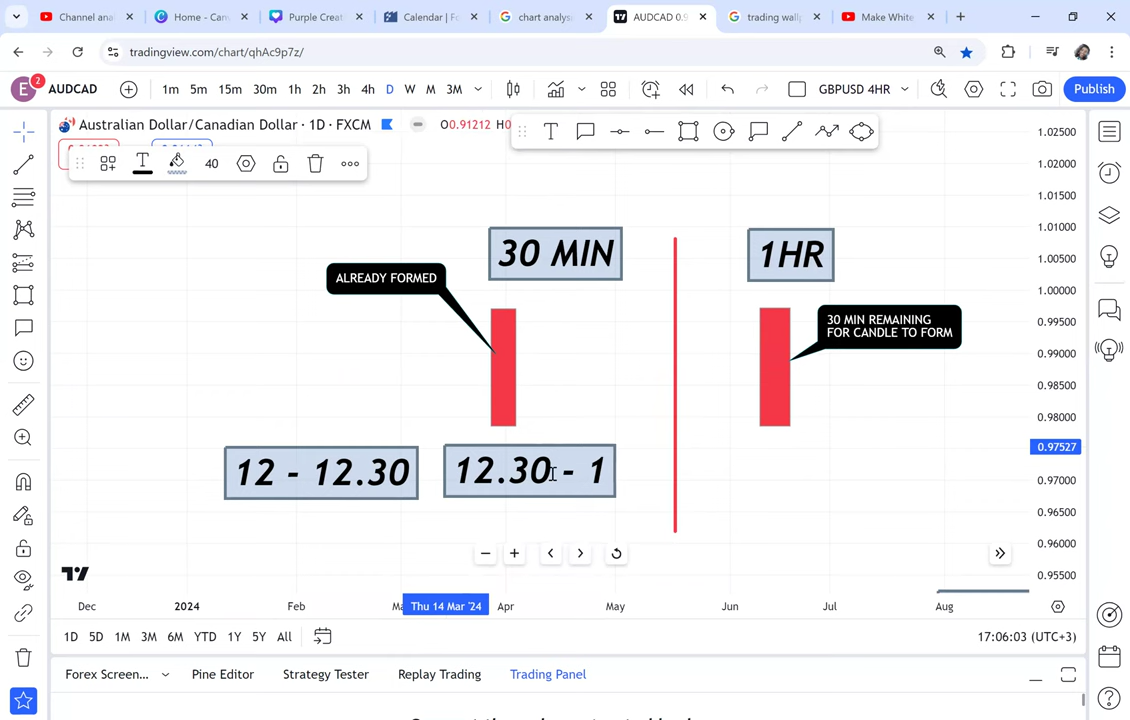 Channel anal
Home - Can
Purple Creat
Calendar | Fo
chart analysi
AUDCAD 0.9
trading wallp
Make White
tradingview.com/chart/qhAc9p7z/
E
2
AUDCAD
1m
5m
15m
30m
1h
2h
3h
4h
D
W
M
3M
GBPUSD 4HR
Publish
Australian Dollar/Canadian Dollar · 1D · FXCM
O0.91212
40
30 MIN
1HR
ALREADY FORMED
30 MIN REMAINING
FOR CANDLE TO FORM
12 - 12.30
12.30 - 1
1.02500
1.02000
1.01500
1.01000
1.00500
1.00000
0.99500
0.99000
0.98500
0.98000
0.97527
0.97000
0.96500
0.96000
0.95500
Dec
2024
Feb
Thu 14 Mar '24
Apr
May
Jun
Jul
Aug
1D
5D
1M
3M
6M
YTD
1Y
5Y
All
17:06:03 (UTC+3)
Forex Screen...
Pine Editor
Strategy Tester
Replay Trading
Trading Panel